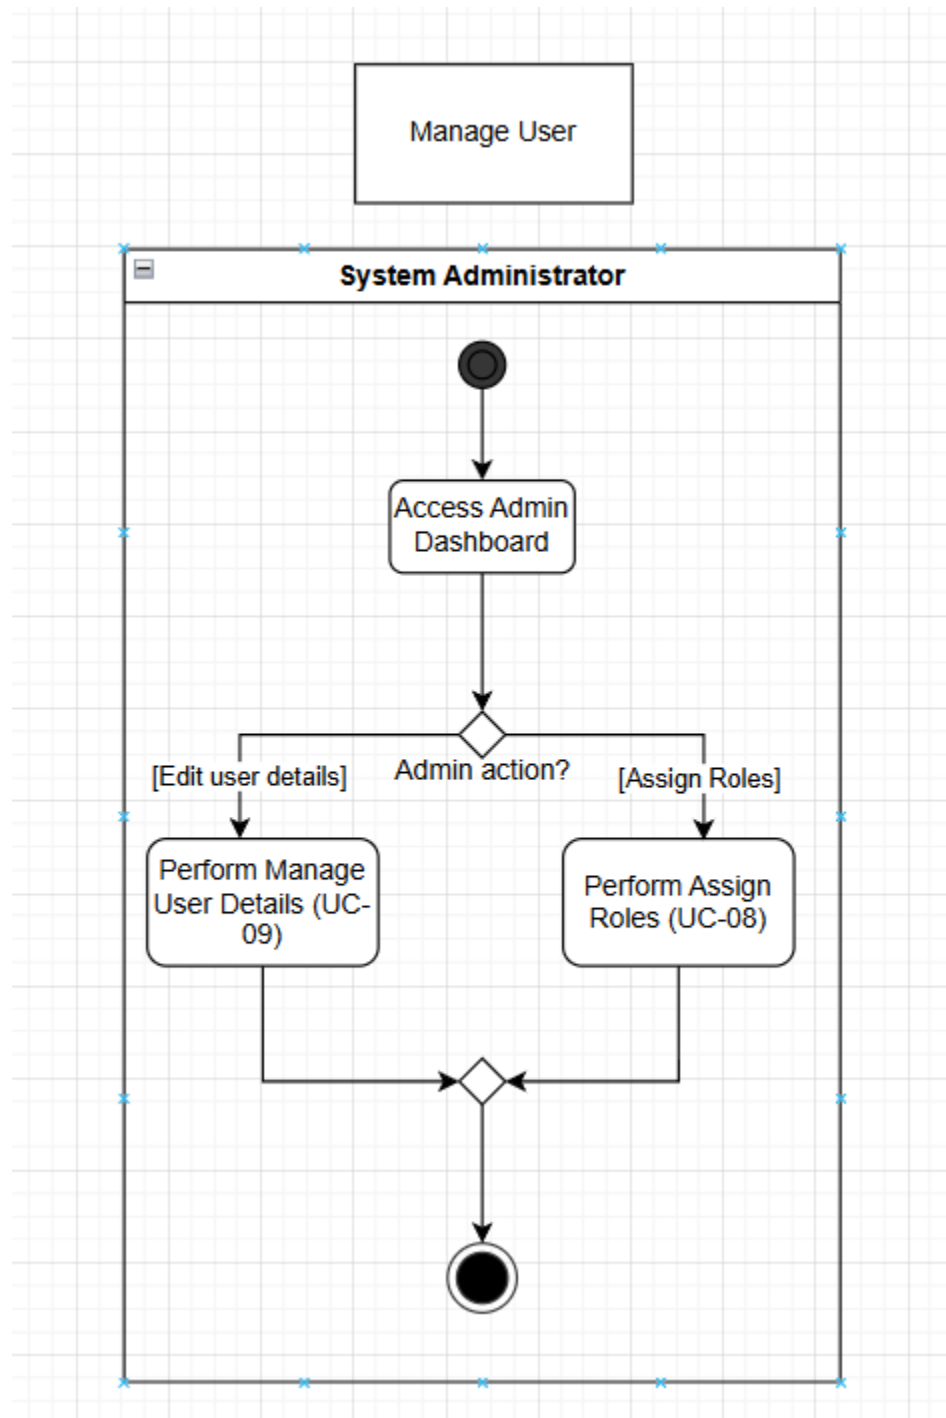 Manage User
System Administrator
Access Admin
Dashboard
Admin action?
[Edit user details]
[Assign Roles]
Perform Manage
User Details (UC-
09)
Perform Assign
Roles (UC-08)